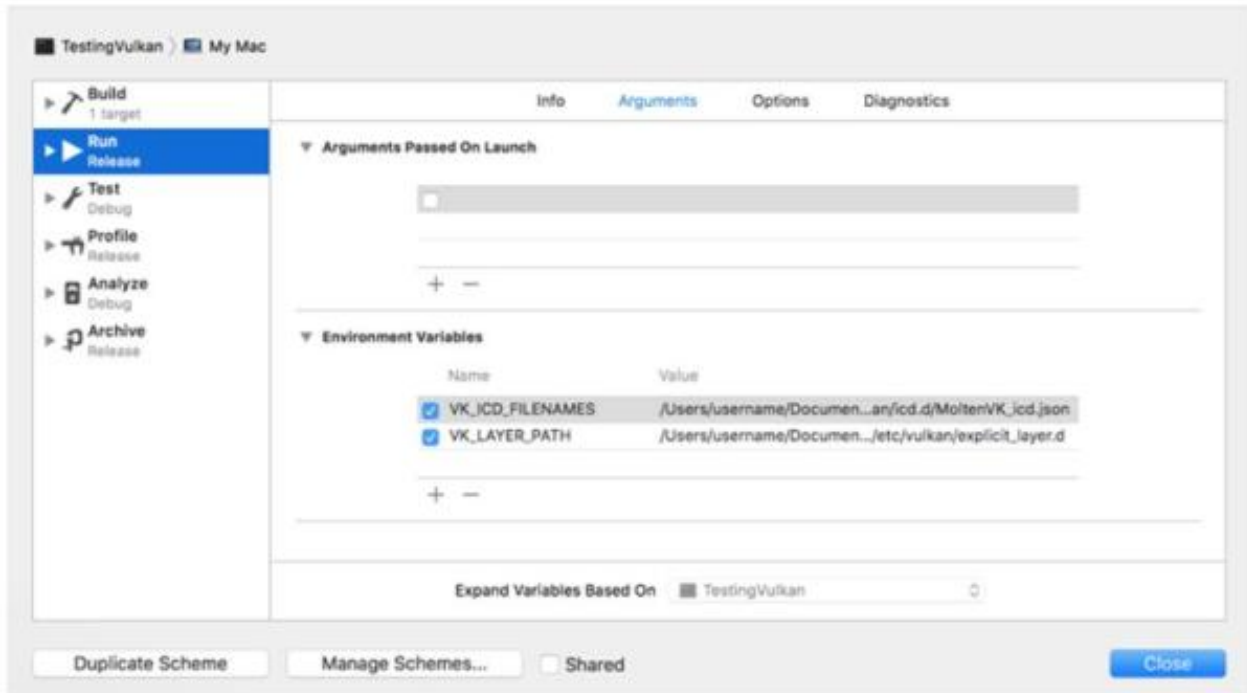 TestingVulkan 〉 My Mac
Build
1 target
Run
Release
Test
Debug
Profile
Release
Analyze
Debug
Archive
Release
Info Arguments Options Diagnostics
Arguments Passed On Launch
Environment Variables
Name Value
VK_ICD_FILENAMES /Users/username/Documen...an/icd.d/MoltenVK_icd.json
VK_LAYER_PATH /Users/username/Documen.../etc/vulkan/explicit_layer.d
Expand Variables Based On TestingVulkan
Duplicate Scheme Manage Schemes... Shared Close